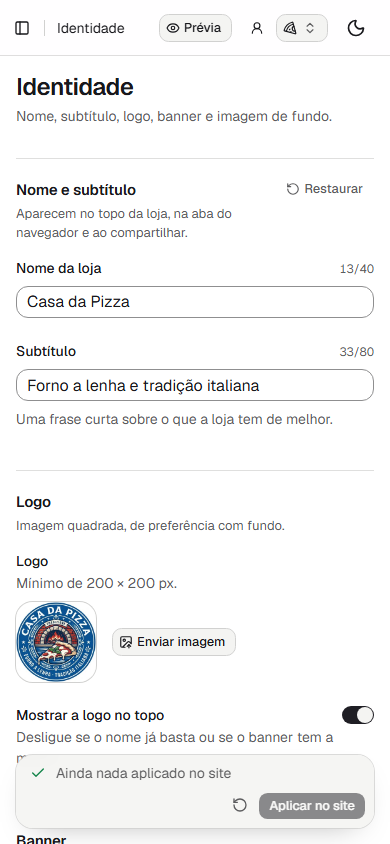 Identidade
Prévia
Identidade
Nome, subtítulo, logo, banner e imagem de fundo.
Nome e subtítulo
Restaurar
Aparecem no topo da loja, na aba do
navegador e ao compartilhar.
Nome da loja
13/40
Casa da Pizza
Subtítulo
33/80
Forno a lenha e tradição italiana
Uma frase curta sobre o que a loja tem de melhor.
Logo
Imagem quadrada, de preferência com fundo.
Logo
Mínimo de 200 × 200 px.
CASA DA PIZZA
FORNO A LENHA · TRADIÇÃO ITALIANA
Enviar imagem
Mostrar a logo no topo
Desligue se o nome já basta ou se o banner tem a
Ainda nada aplicado no site
Aplicar no site
Banner